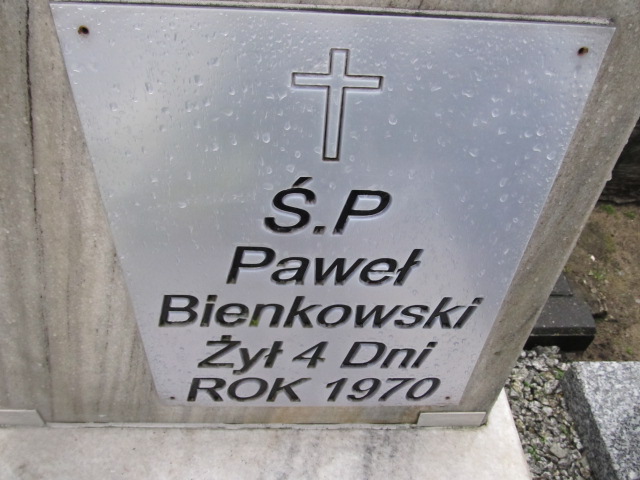 Ś.P
Paweł
Bienkowski
Żył 4 Dni
ROK 1970